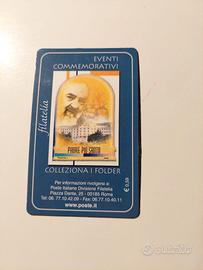 EVENTI
COMMEMORATIVI
filatelia
PADRE PIO SANTO
COLLEZIONA I FOLDER
Per informazioni rivolgersi a:
Poste Italiane Divisione Filatelia
Piazza Dante, 25 - 00185 Roma
Tel. 06.77.10.42.09 - Fax: 06.77.10.40.11
www.poste.it
subito